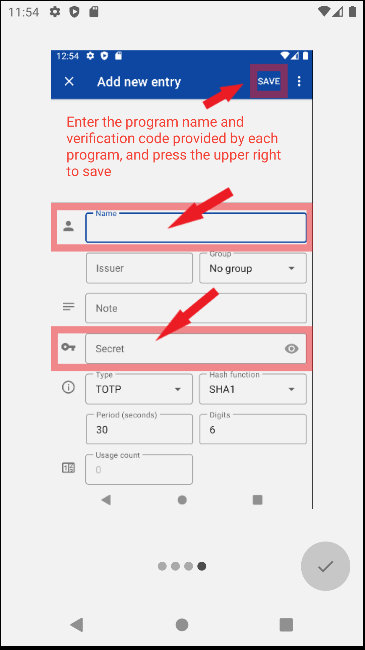 11:54
12:54
Add new entry
SAVE
Enter the program name and
verification code provided by each
program, and press the upper right
to save
Name
Issuer
Group
No group
Note
Secret
Type
TOTP
Hash function
SHA1
Period (seconds)
30
Digits
6
Usage count
0